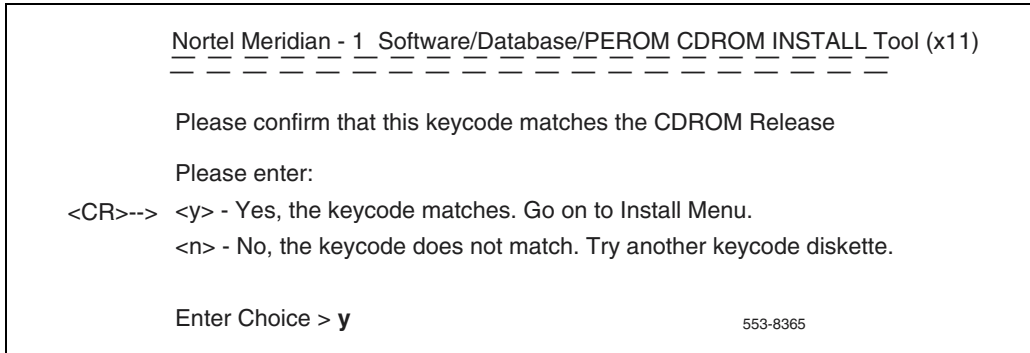 Nortel Meridian - 1 Software/Database/PEROM CDROM INSTALL Tool (x11)
Please confirm that this keycode matches the CDROM Release
Please enter:
<CR>--> <y> - Yes, the keycode matches. Go on to Install Menu.
<n> - No, the keycode does not match. Try another keycode diskette.
Enter Choice > y
553-8365